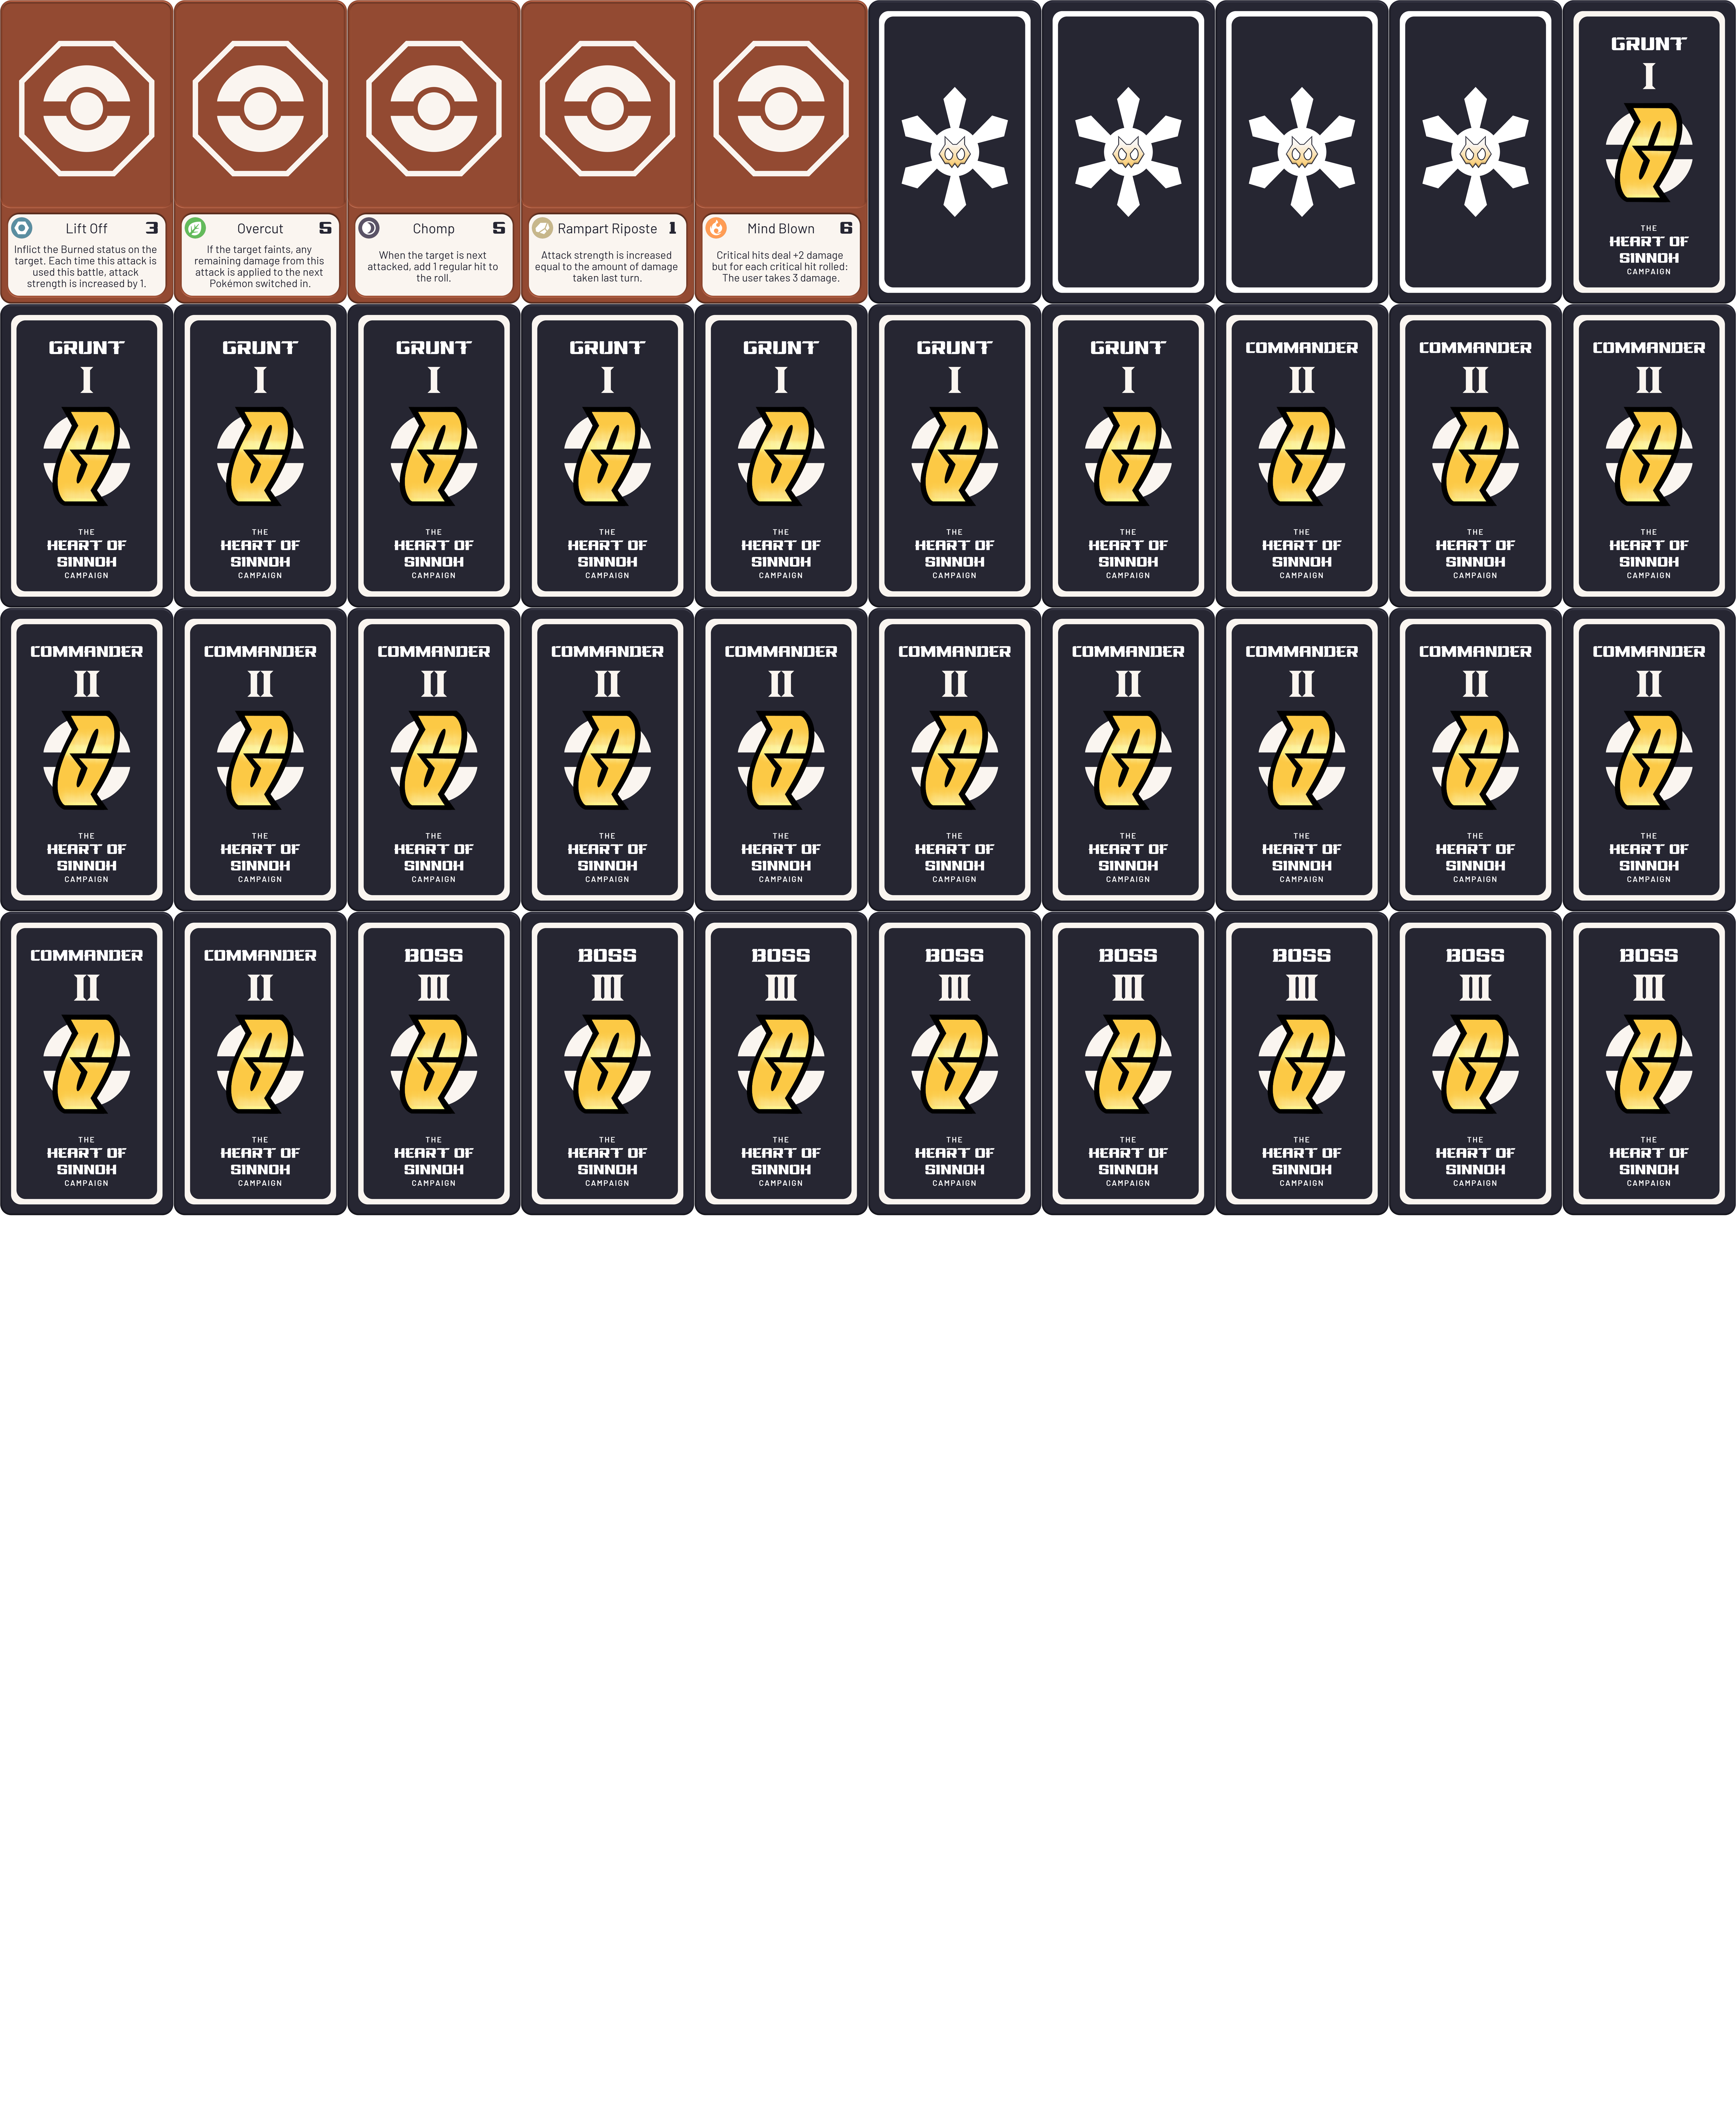 Lift Off 3
Inflict the Burned status on the
target. Each time this attack is
used this battle, attack
strength is increased by 1.
Overcut 5
If the target faints, any
remaining damage from this
attack is applied to the next
Pokémon switched in.
Chomp 5
When the target is next
attacked, add 1 regular hit to
the roll.
Rampart Riposte 1
Attack strength is increased
equal to the amount of damage
taken last turn.
Mind Blown 6
Critical hits deal +2 damage
but for each critical hit rolled:
The user takes 3 damage.
GRUNT
I
THE
HEART OF
SINNOH
CAMPAIGN
GRUNT
I
THE
HEART OF
SINNOH
CAMPAIGN
GRUNT
I
THE
HEART OF
SINNOH
CAMPAIGN
GRUNT
I
THE
HEART OF
SINNOH
CAMPAIGN
GRUNT
I
THE
HEART OF
SINNOH
CAMPAIGN
GRUNT
I
THE
HEART OF
SINNOH
CAMPAIGN
GRUNT
I
THE
HEART OF
SINNOH
CAMPAIGN
GRUNT
I
THE
HEART OF
SINNOH
CAMPAIGN
COMMANDER
II
THE
HEART OF
SINNOH
CAMPAIGN
COMMANDER
II
THE
HEART OF
SINNOH
CAMPAIGN
COMMANDER
II
THE
HEART OF
SINNOH
CAMPAIGN
COMMANDER
II
THE
HEART OF
SINNOH
CAMPAIGN
COMMANDER
II
THE
HEART OF
SINNOH
CAMPAIGN
COMMANDER
II
THE
HEART OF
SINNOH
CAMPAIGN
COMMANDER
II
THE
HEART OF
SINNOH
CAMPAIGN
COMMANDER
II
THE
HEART OF
SINNOH
CAMPAIGN
COMMANDER
II
THE
HEART OF
SINNOH
CAMPAIGN
COMMANDER
II
THE
HEART OF
SINNOH
CAMPAIGN
COMMANDER
II
THE
HEART OF
SINNOH
CAMPAIGN
COMMANDER
II
THE
HEART OF
SINNOH
CAMPAIGN
COMMANDER
II
THE
HEART OF
SINNOH
CAMPAIGN
COMMANDER
II
THE
HEART OF
SINNOH
CAMPAIGN
COMMANDER
II
THE
HEART OF
SINNOH
CAMPAIGN
BOSS
III
THE
HEART OF
SINNOH
CAMPAIGN
BOSS
III
THE
HEART OF
SINNOH
CAMPAIGN
BOSS
III
THE
HEART OF
SINNOH
CAMPAIGN
BOSS
III
THE
HEART OF
SINNOH
CAMPAIGN
BOSS
III
THE
HEART OF
SINNOH
CAMPAIGN
BOSS
III
THE
HEART OF
SINNOH
CAMPAIGN
BOSS
III
THE
HEART OF
SINNOH
CAMPAIGN
BOSS
III
THE
HEART OF
SINNOH
CAMPAIGN